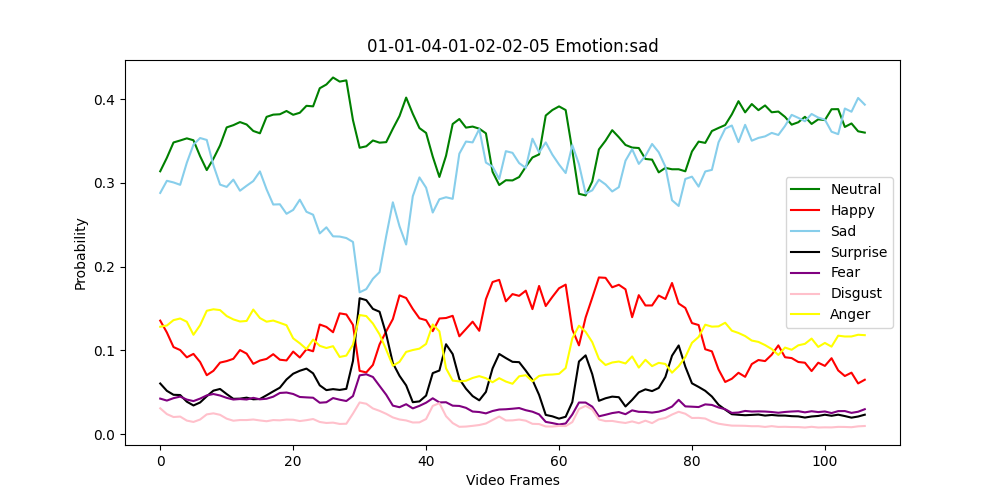 01-01-04-01-02-02-05 Emotion:sad
Probability
0.4
0.3
0.2
0.1
0.0
0
20
40
60
80
100
Video Frames
Neutral
Happy
Sad
Surprise
Fear
Disgust
Anger